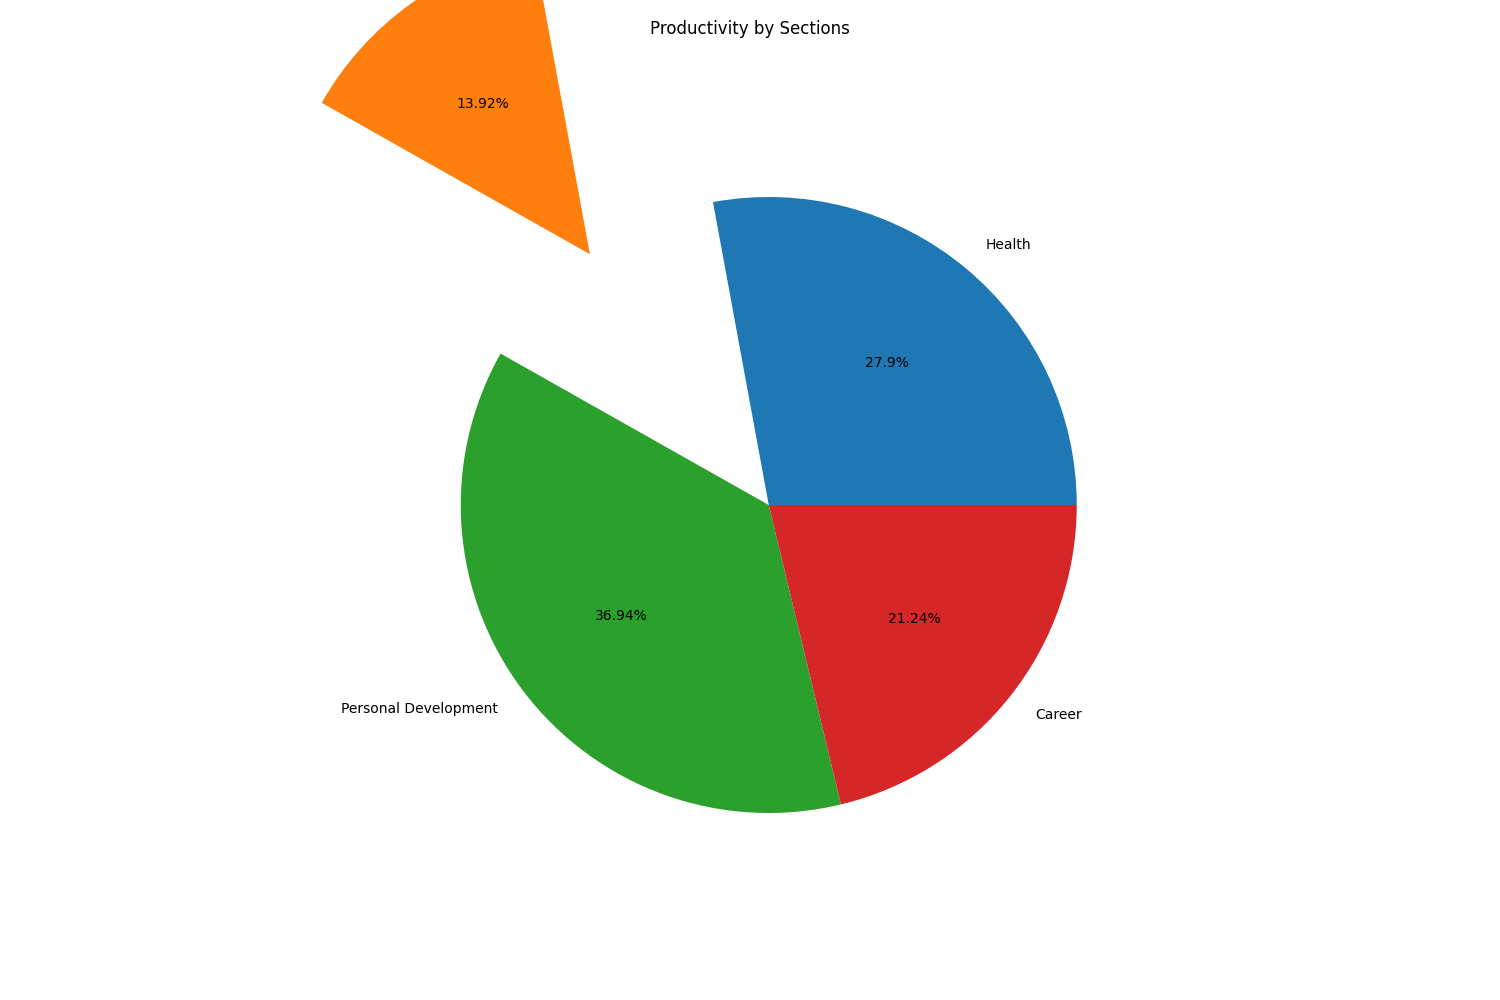 Productivity by Sections
13.92%
Health
27.9%
36.94%
21.24%
Personal Development
Career